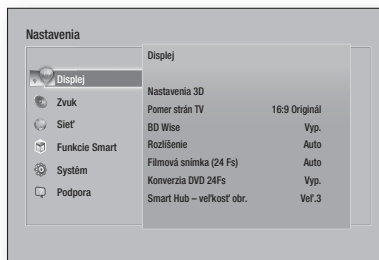 Nastavenia
Displej
Zvuk
Sieť
Funkcie Smart
Systém
Podpora
Displej
Nastavenia 3D
Pomer strán TV 16:9 Originál
BD Wise Vyp.
Rozlíšenie Auto
Filmová snímka (24 Fs) Auto
Konverzia DVD 24Fs Vyp.
Smart Hub – veľkosť obr. Veľ.3